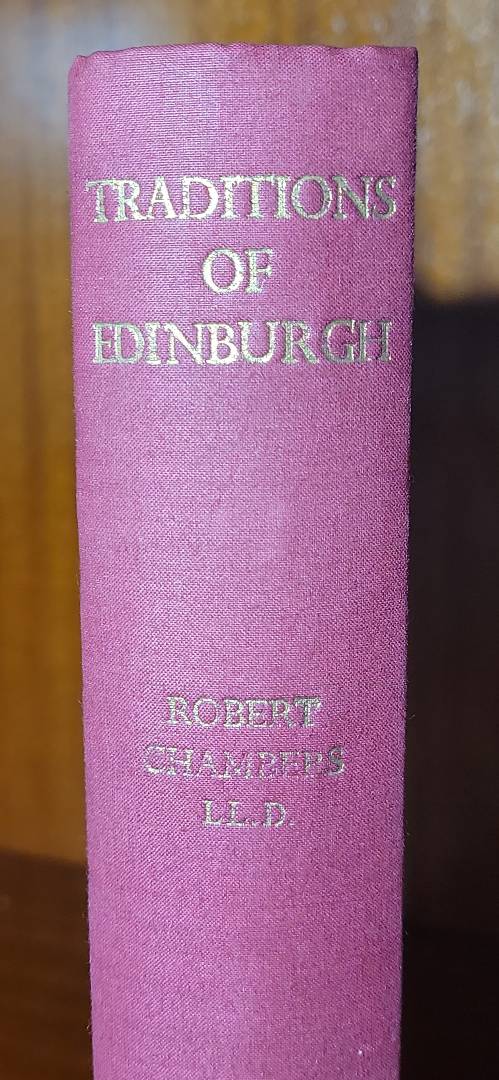 TRADITIONS
OF
EDINBURGH
ROBERT
CHAMBERS
LL.D.